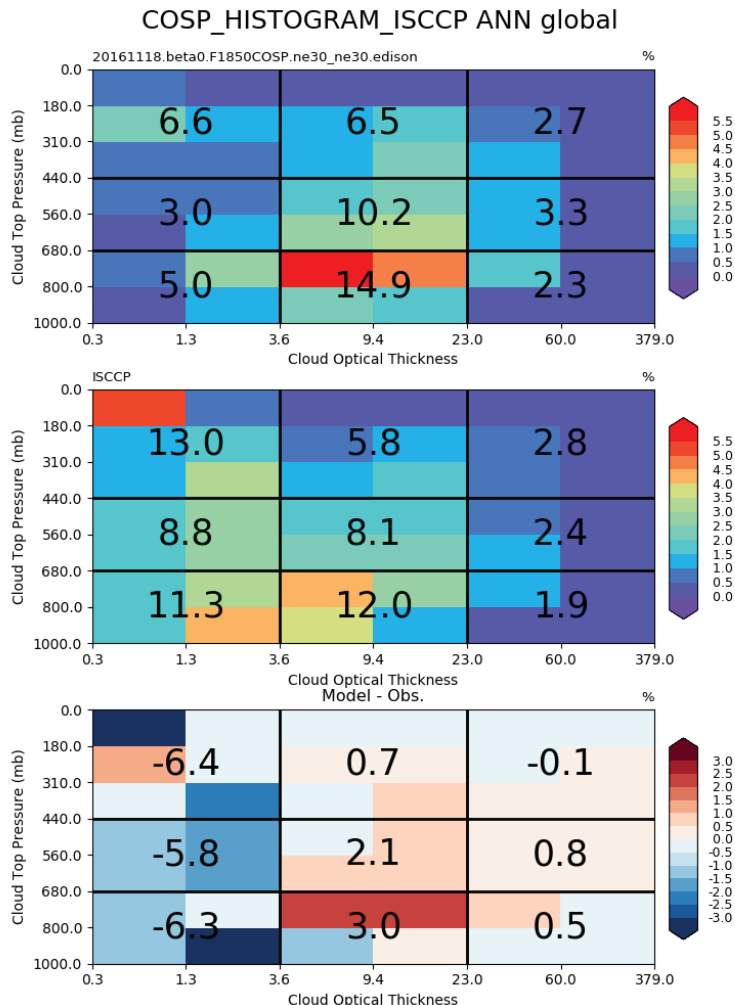 COSP_HISTOGRAM_ISCCP ANN global
20161118.beta0.F1850COSP.ne30_ne30.edison %
0.0
180.0
310.0
440.0
560.0
680.0
800.0
1000.0
Cloud Top Pressure (mb)
6.6 6.5 2.7
3.0 10.2 3.3
5.0 14.9 2.3
5.5
5.0
4.5
4.0
3.5
3.0
2.5
2.0
1.5
1.0
0.5
0.0
0.3 1.3 3.6 9.4 23.0 60.0 379.0
Cloud Optical Thickness
ISCCP %
0.0
180.0
310.0
440.0
560.0
680.0
800.0
1000.0
Cloud Top Pressure (mb)
13.0 5.8 2.8
8.8 8.1 2.4
11.3 12.0 1.9
5.5
5.0
4.5
4.0
3.5
3.0
2.5
2.0
1.5
1.0
0.5
0.0
0.3 1.3 3.6 9.4 23.0 60.0 379.0
Cloud Optical Thickness
Model - Obs. %
0.0
180.0
310.0
440.0
560.0
680.0
800.0
1000.0
Cloud Top Pressure (mb)
-6.4 0.7 -0.1
-5.8 2.1 0.8
-6.3 3.0 0.5
3.0
2.5
2.0
1.5
1.0
0.5
0.0
-0.5
-1.0
-1.5
-2.0
-2.5
-3.0
0.3 1.3 3.6 9.4 23.0 60.0 379.0
Cloud Optical Thickness